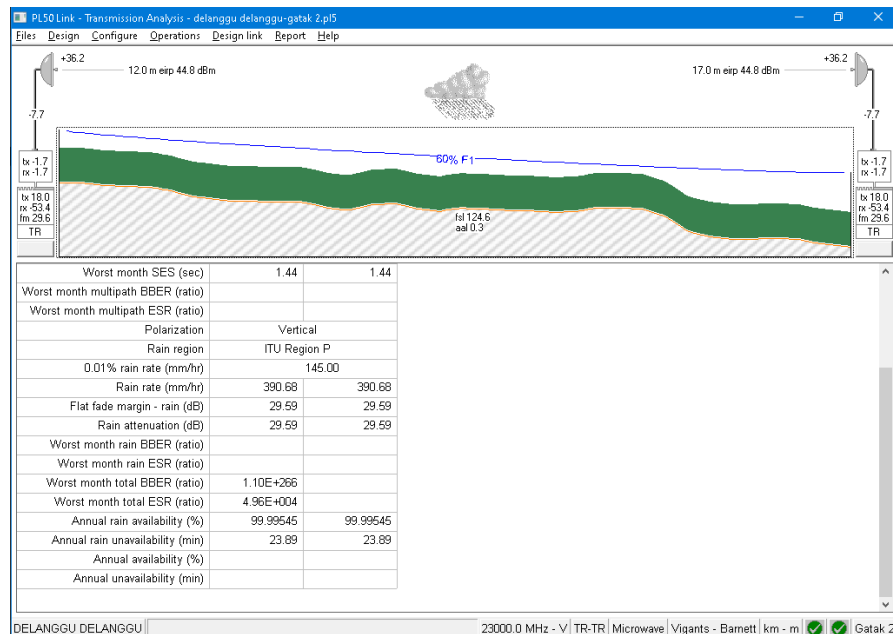 PL50 Link - Transmission Analysis - delanggu delanggu-gatak 2.pl5
Files Design Configure Operations Design link Report Help
+36.2
12.0 m eirp 44.8 dBm
17.0 m eirp 44.8 dBm
+36.2
-7.7
-7.7
60% F1
tx -1.7
rx -1.7
tx -1.7
rx -1.7
tx 18.0
rx -53.4
fm 29.6
TR
fsl 124.6
aal 0.3
tx 18.0
rx -53.4
fm 29.6
TR
Worst month SES (sec) 1.44 1.44
Worst month multipath BBER (ratio)
Worst month multipath ESR (ratio)
Polarization Vertical
Rain region ITU Region P
0.01% rain rate (mm/hr) 145.00
Rain rate (mm/hr) 390.68 390.68
Flat fade margin - rain (dB) 29.59 29.59
Rain attenuation (dB) 29.59 29.59
Worst month rain BBER (ratio)
Worst month rain ESR (ratio)
Worst month total BBER (ratio) 1.10E+266
Worst month total ESR (ratio) 4.96E+004
Annual rain availability (%) 99.99545 99.99545
Annual rain unavailability (min) 23.89 23.89
Annual availability (%)
Annual unavailability (min)
DELANGGU DELANGGU 23000.0 MHz - V TR-TR Microwave Vigants - Barnett km - m Gatak 2